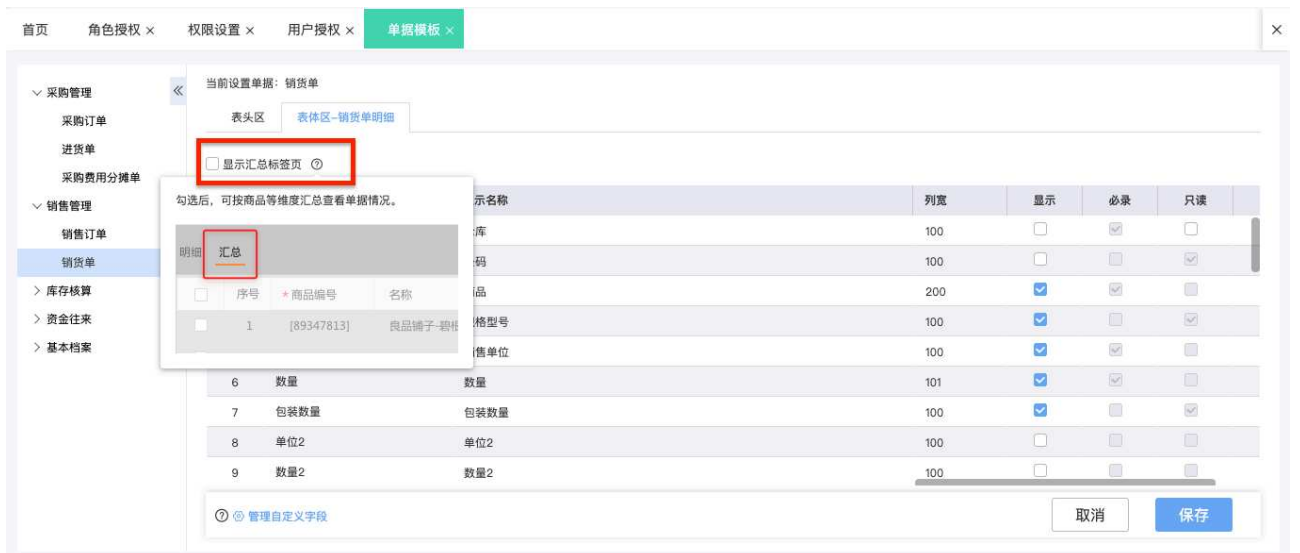 首页 角色授权 × 权限设置 × 用户授权 × 单据模板 × ×
当前设置单据：销货单
采购管理
采购订单
进货单
采购费用分摊单
销售管理
销售订单
销货单
库存核算
资金往来
基本档案
表头区 表体区-销货单明细
显示汇总标签页 ?
勾选后，可按商品等维度汇总查看单据情况。
明细 汇总
序号 *商品编号 名称
1 [89347813] 良品铺子-碧根
示名称 列宽 显示 必录 只读
库 100
码 100
品 200
格型号 100
售单位 100
6 数量 数量 101
7 包装数量 包装数量 100
8 单位2 单位2 100
9 数量2 数量2 100
? 管理自定义字段 取消 保存